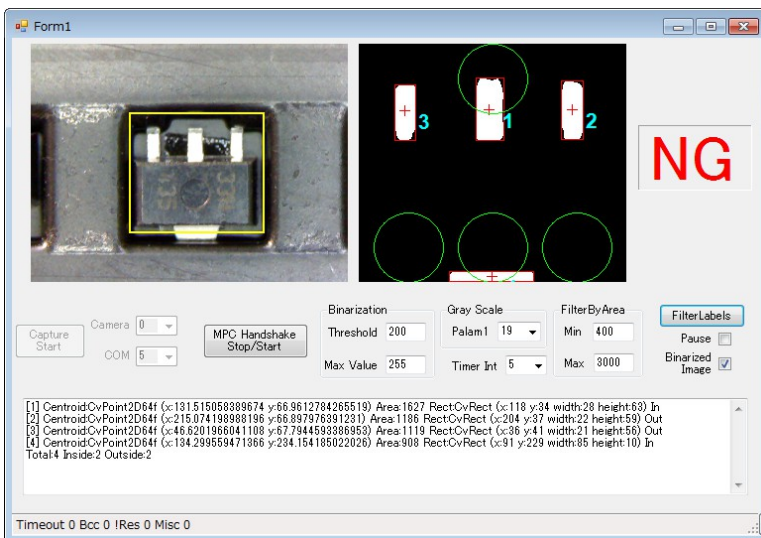 Form1
3
1
2
NG
Capture Start
Camera 0
COM 5
MPC Handshake Stop/Start
Binarization
Threshold 200
Max Value 255
Gray Scale
Palam1 19
Timer Int 5
FilterByArea
Min 400
Max 3000
FilterLabels
Pause
Binarized Image
[1] Centroid:CvPoint2D64f (x:131.515058389674 y:66.9612784265519) Area:1627 Rect:CvRect (x:118 y:34 width:28 height:63) In
[2] Centroid:CvPoint2D64f (x:215.074198988196 y:66.897976391231) Area:1186 Rect:CvRect (x:204 y:37 width:22 height:59) Out
[3] Centroid:CvPoint2D64f (x:46.6201966041108 y:67.7944593386953) Area:1119 Rect:CvRect (x:36 y:41 width:21 height:56) Out
[4] Centroid:CvPoint2D64f (x:134.299559471366 y:234.154185022026) Area:908 Rect:CvRect (x:91 y:229 width:85 height:10) In
Total:4 Inside:2 Outside:2
Timeout 0 Bcc 0 !Res 0 Misc 0